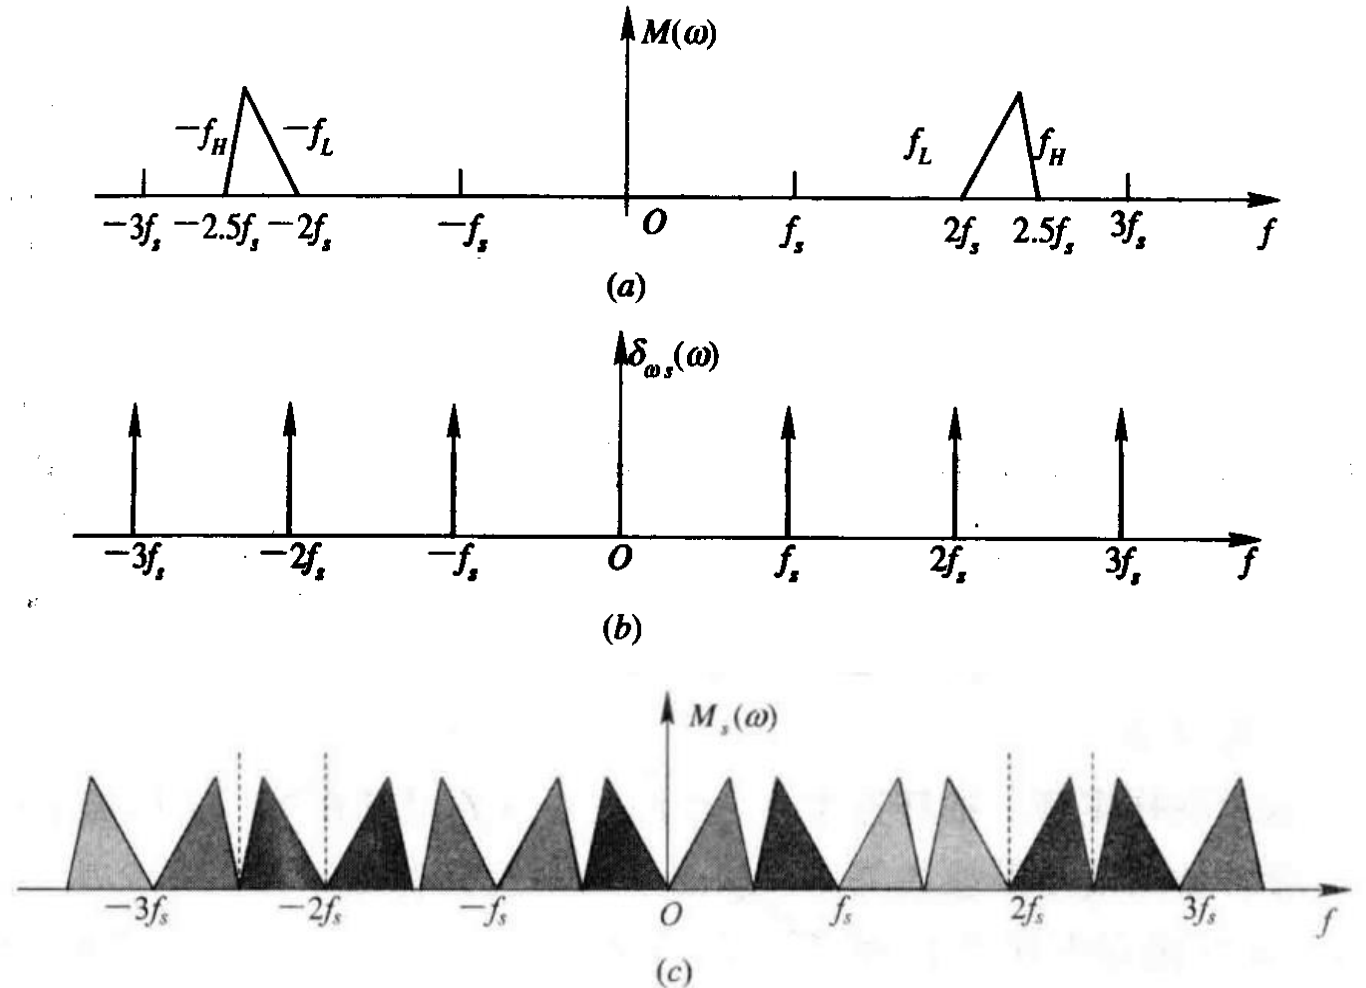 M(ω)
−f_H −f_L f_L f_H
−3f_s −2.5f_s −2f_s −f_s O f_s 2f_s 2.5f_s 3f_s f
(a)
δ_ωs(ω)
−3f_s −2f_s −f_s O f_s 2f_s 3f_s f
(b)
M_s(ω)
−3f_s −2f_s −f_s O f_s 2f_s 3f_s f
(c)